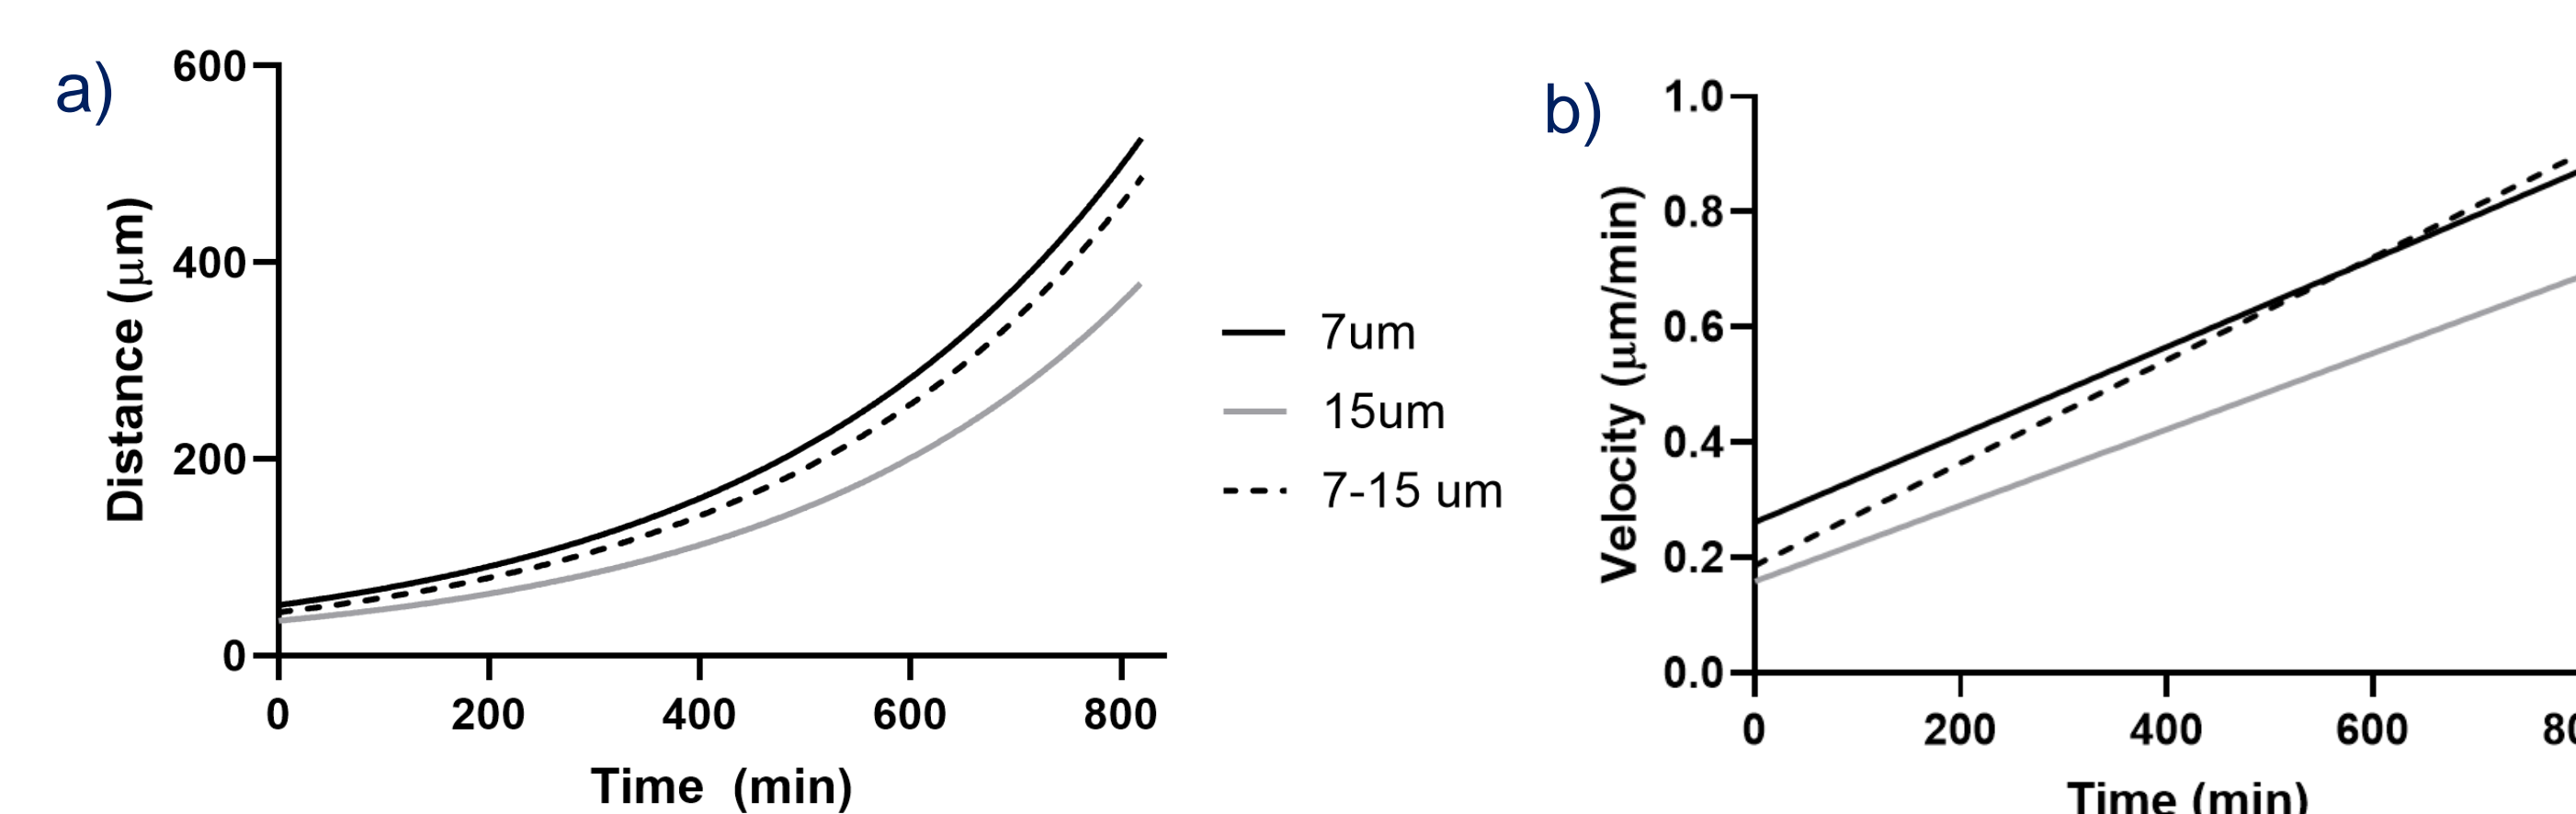 a)
600
400
200
0
Distance (μm)
0 200 400 600 800
Time (min)
7um
15um
7-15 um
b)
1.0
0.8
0.6
0.4
0.2
0.0
Velocity (μm/min)
0 200 400 600
Time (min)